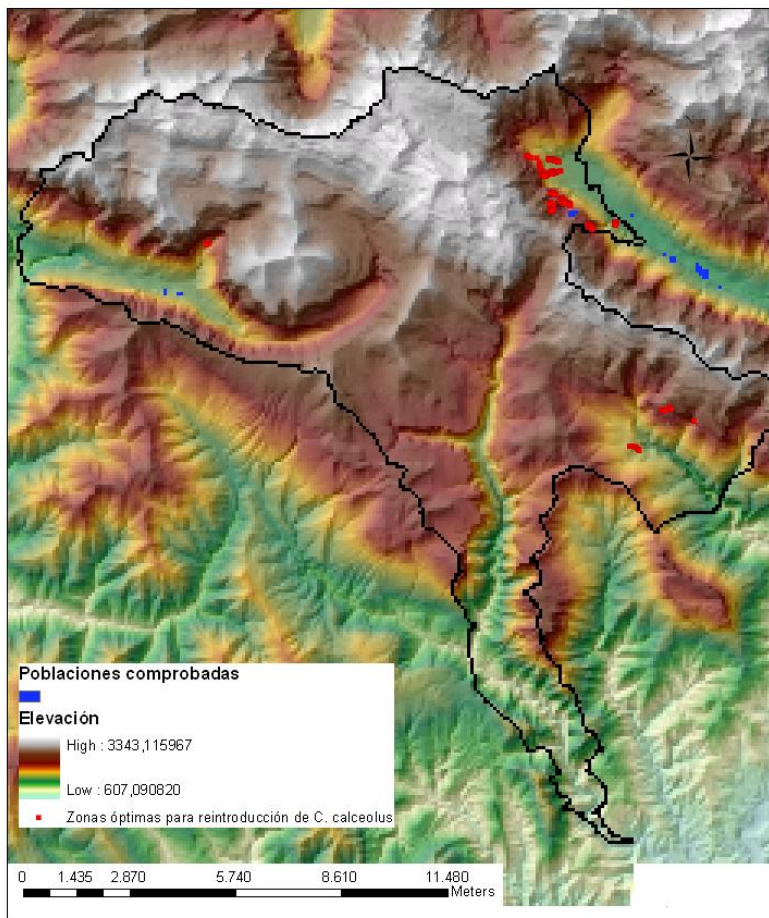 Poblaciones comprobadas
Elevación
High : 3343,115967
Low : 607,090820
Zonas óptimas para reintroducción de C. calceolus
0 1.435 2.870 5.740 8.610 11.480
Meters